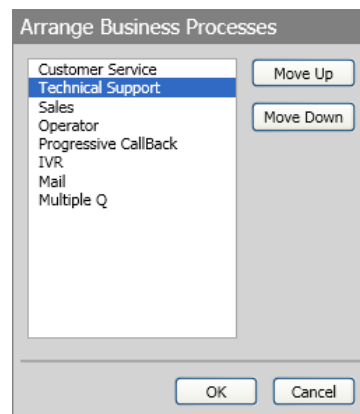 Arrange Business Processes
Customer Service
Technical Support
Sales
Operator
Progressive CallBack
IVR
Mail
Multiple Q
Move Up
Move Down
OK
Cancel